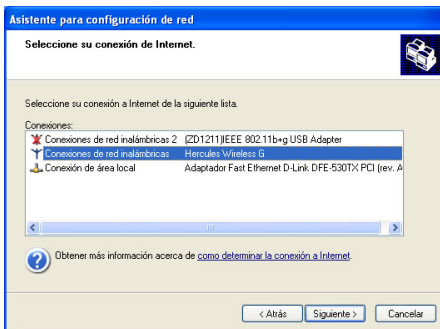 Asistente para configuración de red
Seleccione su conexión de Internet.
Seleccione su conexión a Internet de la siguiente lista.
Conexiones:
Conexiones de red inalámbricas 2 (ZD1211)IEEE 802.11b+g USB Adapter
Conexiones de red inalámbricas Hercules Wireless G
Conexión de área local Adaptador Fast Ethernet D-Link DFE-530TX PCI (rev. A
Obtener más información acerca de como determinar la conexión a Internet.
< Atrás Siguiente > Cancelar